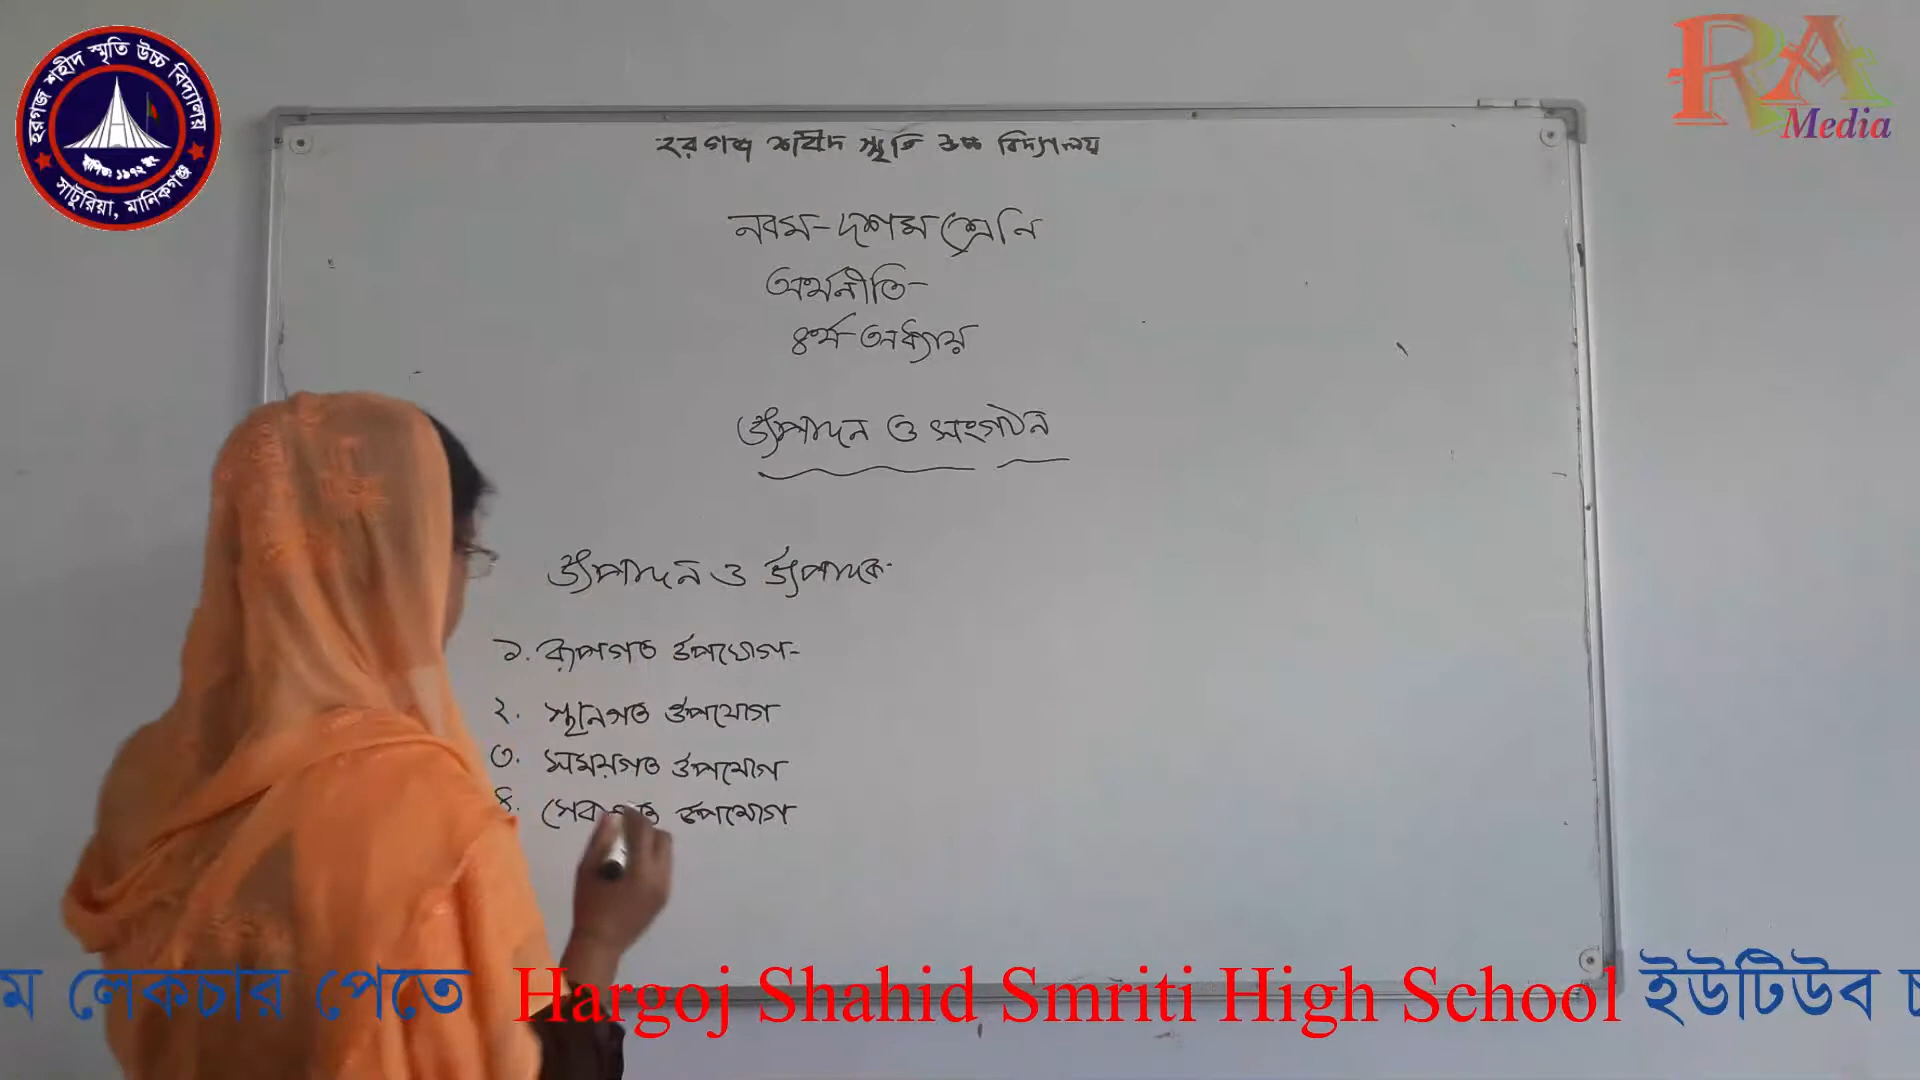 হরগজ শহীদ স্মৃতি উচ্চ বিদ্যালয়
স্থাপিতঃ ১৯৭২ ইং
সাটুরিয়া, মানিকগঞ্জ
RA
Media
হরগজ শহীদ স্মৃতি উচ্চ বিদ্যালয়
নবম-দশম শ্রেনি
অর্থনীতি-
৪র্থ অধ্যায়
উৎপাদন ও সংগঠন
উৎপাদন ও উৎপাদক
১. রূপগত উপযোগ-
২. স্থানগত উপযোগ
৩. সময়গত উপযোগ
৪. সেবাগত উপযোগ
ম লেকচার পেতে Hargoj Shahid Smriti High School ইউটিউব চ